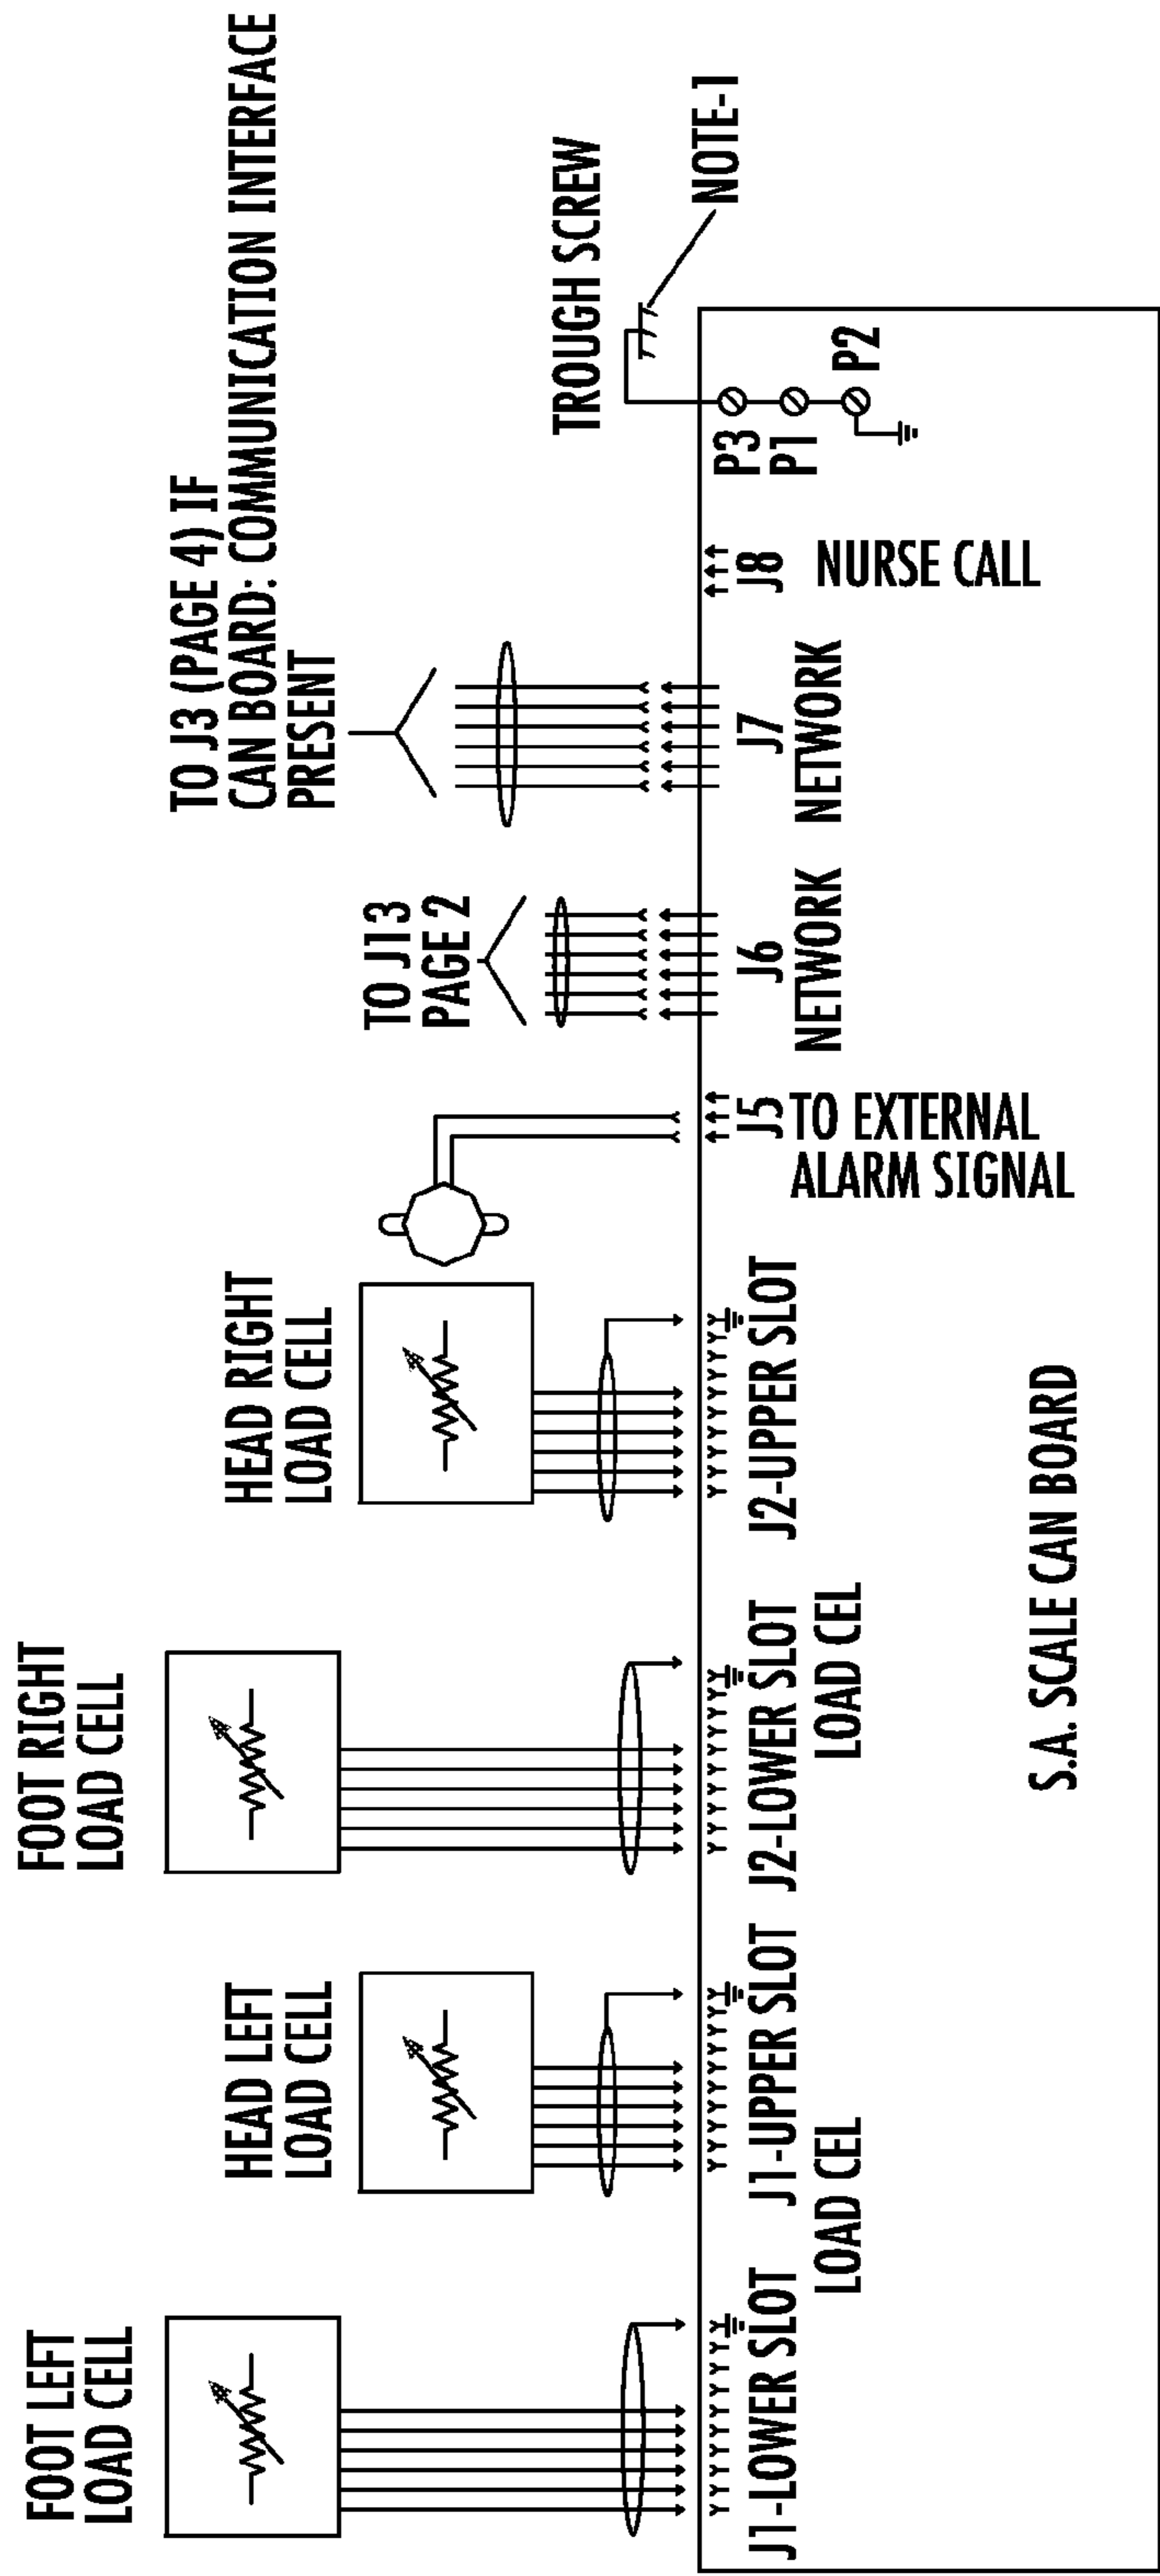 FOOT LEFT
LOAD CELL
HEAD LEFT
LOAD CELL
FOOT RIGHT
LOAD CELL
HEAD RIGHT
LOAD CELL
TO J13
PAGE 2
TO J3 (PAGE 4) IF
CAN BOARD: COMMUNICATION INTERFACE
PRESENT
TROUGH SCREW
NOTE-1
J1-LOWER SLOT
J1-UPPER SLOT
LOAD CEL
J2-LOWER SLOT
LOAD CEL
J2-UPPER SLOT
J5
TO EXTERNAL
ALARM SIGNAL
J6
NETWORK
J7
NETWORK
J8
NURSE CALL
P3
P1
P2
S.A. SCALE CAN BOARD